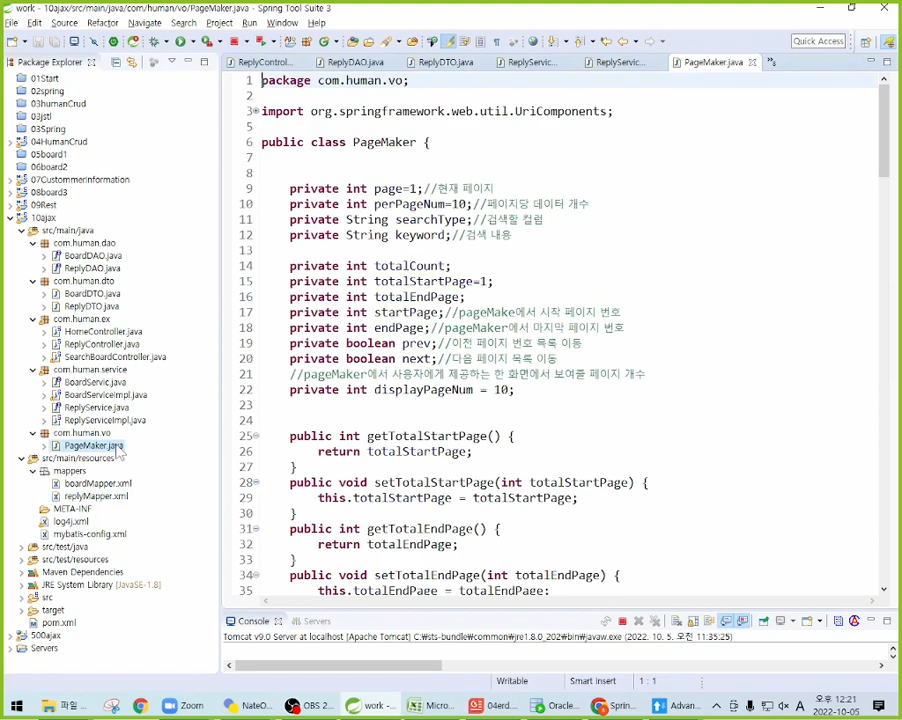 work - 10ajax/src/main/java/com/human/vo/PageMaker.java - Spring Tool Suite 3
File Edit Source Refactor Navigate Search Project Run Window Help
Quick Access
Package Explorer
ReplyControl...
ReplyDAO.java
ReplyDTO.java
ReplyServic...
ReplyServic...
PageMaker.java
01Start
02spring
03humanCrud
03jstl
03Spring
04HumanCrud
05board1
06board2
07CustommerInformation
08board3
09Rest
10ajax
src/main/java
com.human.dao
BoardDAO.java
ReplyDAO.java
com.human.dto
BoardDTO.java
ReplyDTO.java
com.human.ex
HomeController.java
ReplyController.java
SearchBoardController.java
com.human.service
BoardServic.java
BoardServiceImpl.java
ReplyService.java
ReplyServiceImpl.java
com.human.vo
PageMaker.java
src/main/resources
mappers
boardMapper.xml
replyMapper.xml
META-INF
log4j.xml
mybatis-config.xml
src/test/java
src/test/resources
Maven Dependencies
JRE System Library [JavaSE-1.8]
src
target
pom.xml
500ajax
Servers
1 package com.human.vo;
2
3 import org.springframework.web.util.UriComponents;
5
6 public class PageMaker {
7
8
9 private int page=1;//현재 페이지
10 private int perPageNum=10;//페이지당 데이터 개수
11 private String searchType;//검색할 컬럼
12 private String keyword;//검색 내용
13
14 private int totalCount;
15 private int totalStartPage=1;
16 private int totalEndPage;
17 private int startPage;//pageMake에서 시작 페이지 번호
18 private int endPage;//pageMaker에서 마지막 페이지 번호
19 private boolean prev;//이전 페이지 번호 목록 이동
20 private boolean next;//다음 페이지 목록 이동
21 //pageMaker에서 사용자에게 제공하는 한 화면에서 보여줄 페이지 개수
22 private int displayPageNum = 10;
23
24
25 public int getTotalStartPage() {
26 return totalStartPage;
27 }
28 public void setTotalStartPage(int totalStartPage) {
29 this.totalStartPage = totalStartPage;
30 }
31 public int getTotalEndPage() {
32 return totalEndPage;
33 }
34 public void setTotalEndPage(int totalEndPage) {
35 this.totalEndPage = totalEndPage;
Console
Servers
Tomcat v9.0 Server at localhost [Apache Tomcat] C:\sts-bundle\common\jre1.8.0_202\bin\javaw.exe (2022. 10. 5. 오전 11:35:25)
Writable
Smart Insert
1 : 1
파일 ...
Zoom
NateO...
OBS 2...
work -...
Micro...
04erd...
Oracle...
Sprin...
Advan...
A
오후 12:21
2022-10-05